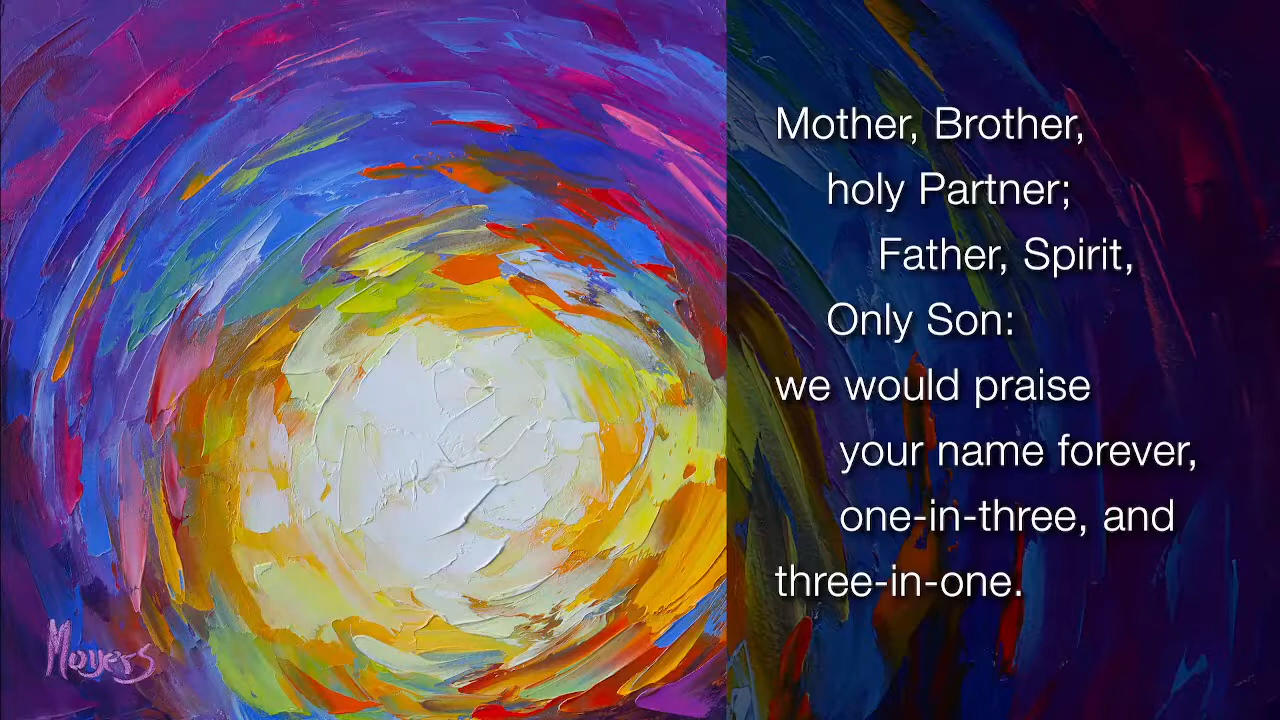 Mother, Brother,
holy Partner;
Father, Spirit,
Only Son:
we would praise
your name forever,
one-in-three, and
three-in-one.
Moyers